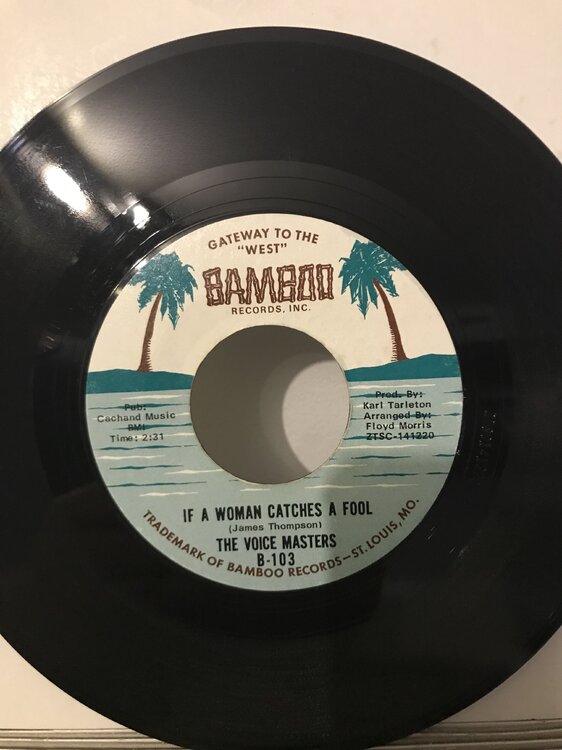 GATEWAY TO THE
"WEST"
BAMBOO
RECORDS, INC.
Pub:
Cachand Music
BMI
Time: 2:31
Prod. By:
Karl Tarleton
Arranged By:
Floyd Morris
ZTSC-141220
IF A WOMAN CATCHES A FOOL
(James Thompson)
THE VOICE MASTERS
B-103
TRADEMARK OF BAMBOO RECORDS—ST. LOUIS, MO.